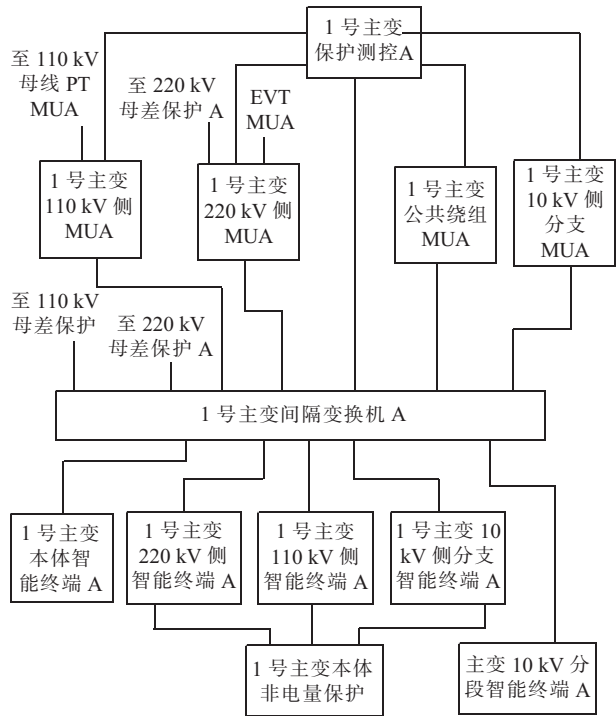 1 号主变
保护测控A
至 110 kV
母线 PT
MUA
至 220 kV
母差保护 A
EVT
MUA
1 号主变
110 kV 侧
MUA
1 号主变
220 kV 侧
MUA
1 号主变
公共绕组
MUA
1 号主变
10 kV 侧
分支
MUA
至 110 kV
母差保护
至 220 kV
母差保护 A
1 号主变间隔变换机 A
1 号主变
本体智
能终端 A
1 号主变
220 kV 侧
智能终端 A
1 号主变
110 kV 侧
智能终端 A
1 号主变 10
kV 侧分支
智能终端 A
1 号主变本体
非电量保护
主变 10 kV 分
段智能终端 A